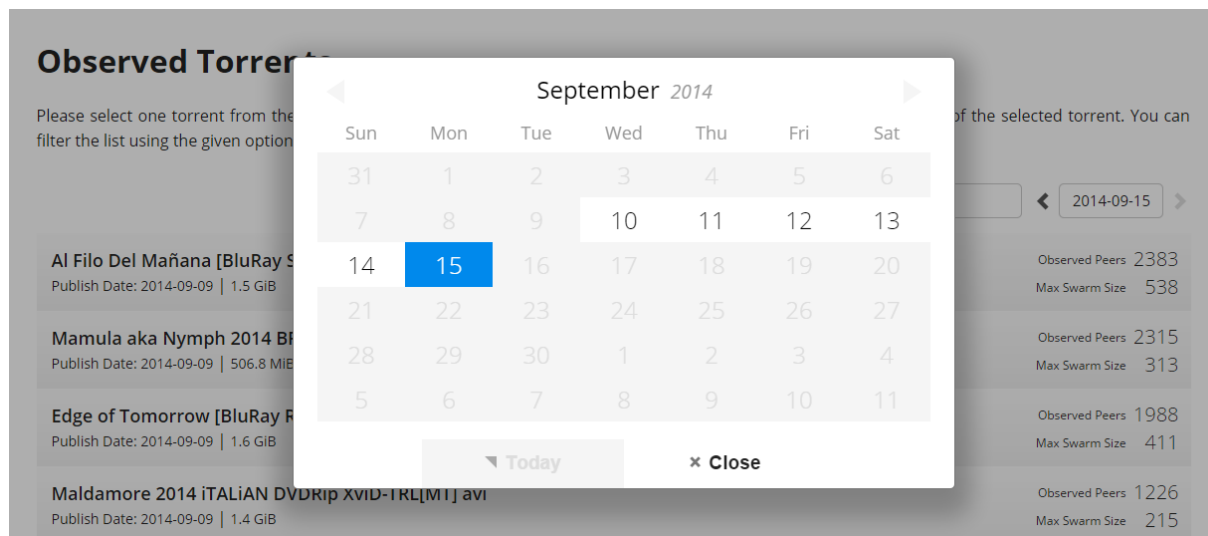 Observed Torrents
Please select one torrent from the
of the selected torrent. You can
filter the list using the given option
2014-09-15
September 2014
Sun Mon Tue Wed Thu Fri Sat
31 1 2 3 4 5 6
7 8 9 10 11 12 13
14 15 16 17 18 19 20
21 22 23 24 25 26 27
28 29 30 1 2 3 4
5 6 7 8 9 10 11
Today × Close
Al Filo Del Mañana [BluRay S
Publish Date: 2014-09-09 | 1.5 GiB
Observed Peers 2383
Max Swarm Size 538
Mamula aka Nymph 2014 BR
Publish Date: 2014-09-09 | 506.8 MiB
Observed Peers 2315
Max Swarm Size 313
Edge of Tomorrow [BluRay R
Publish Date: 2014-09-09 | 1.6 GiB
Observed Peers 1988
Max Swarm Size 411
Maldamore 2014 iTALiAN DVDRip XviD-TRL[MT] avi
Publish Date: 2014-09-09 | 1.4 GiB
Observed Peers 1226
Max Swarm Size 215